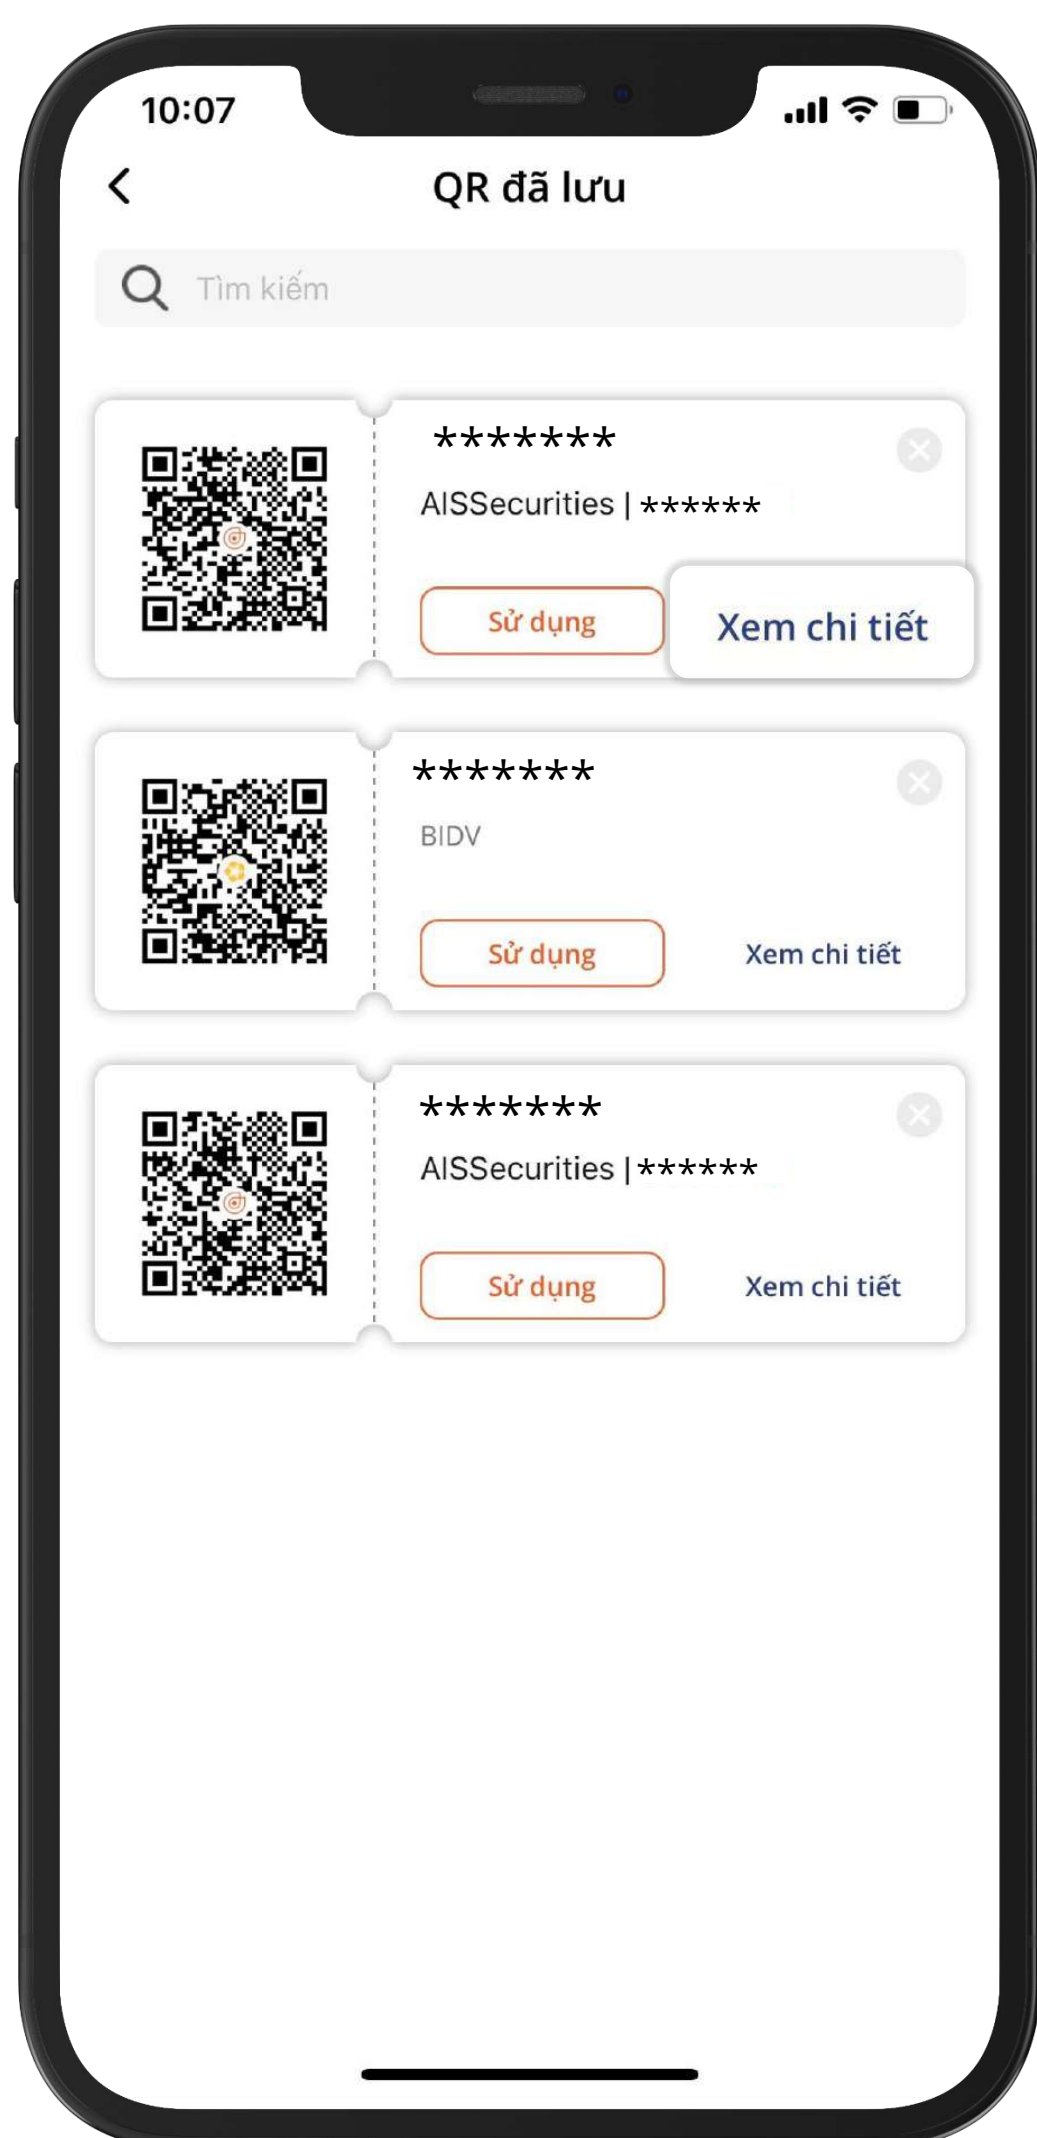 10:07
QR đã lưu
Tìm kiếm
*******
AISSecurities | ******
Sử dụng
Xem chi tiết
*******
BIDV
Sử dụng
Xem chi tiết
*******
AISSecurities | ******
Sử dụng
Xem chi tiết